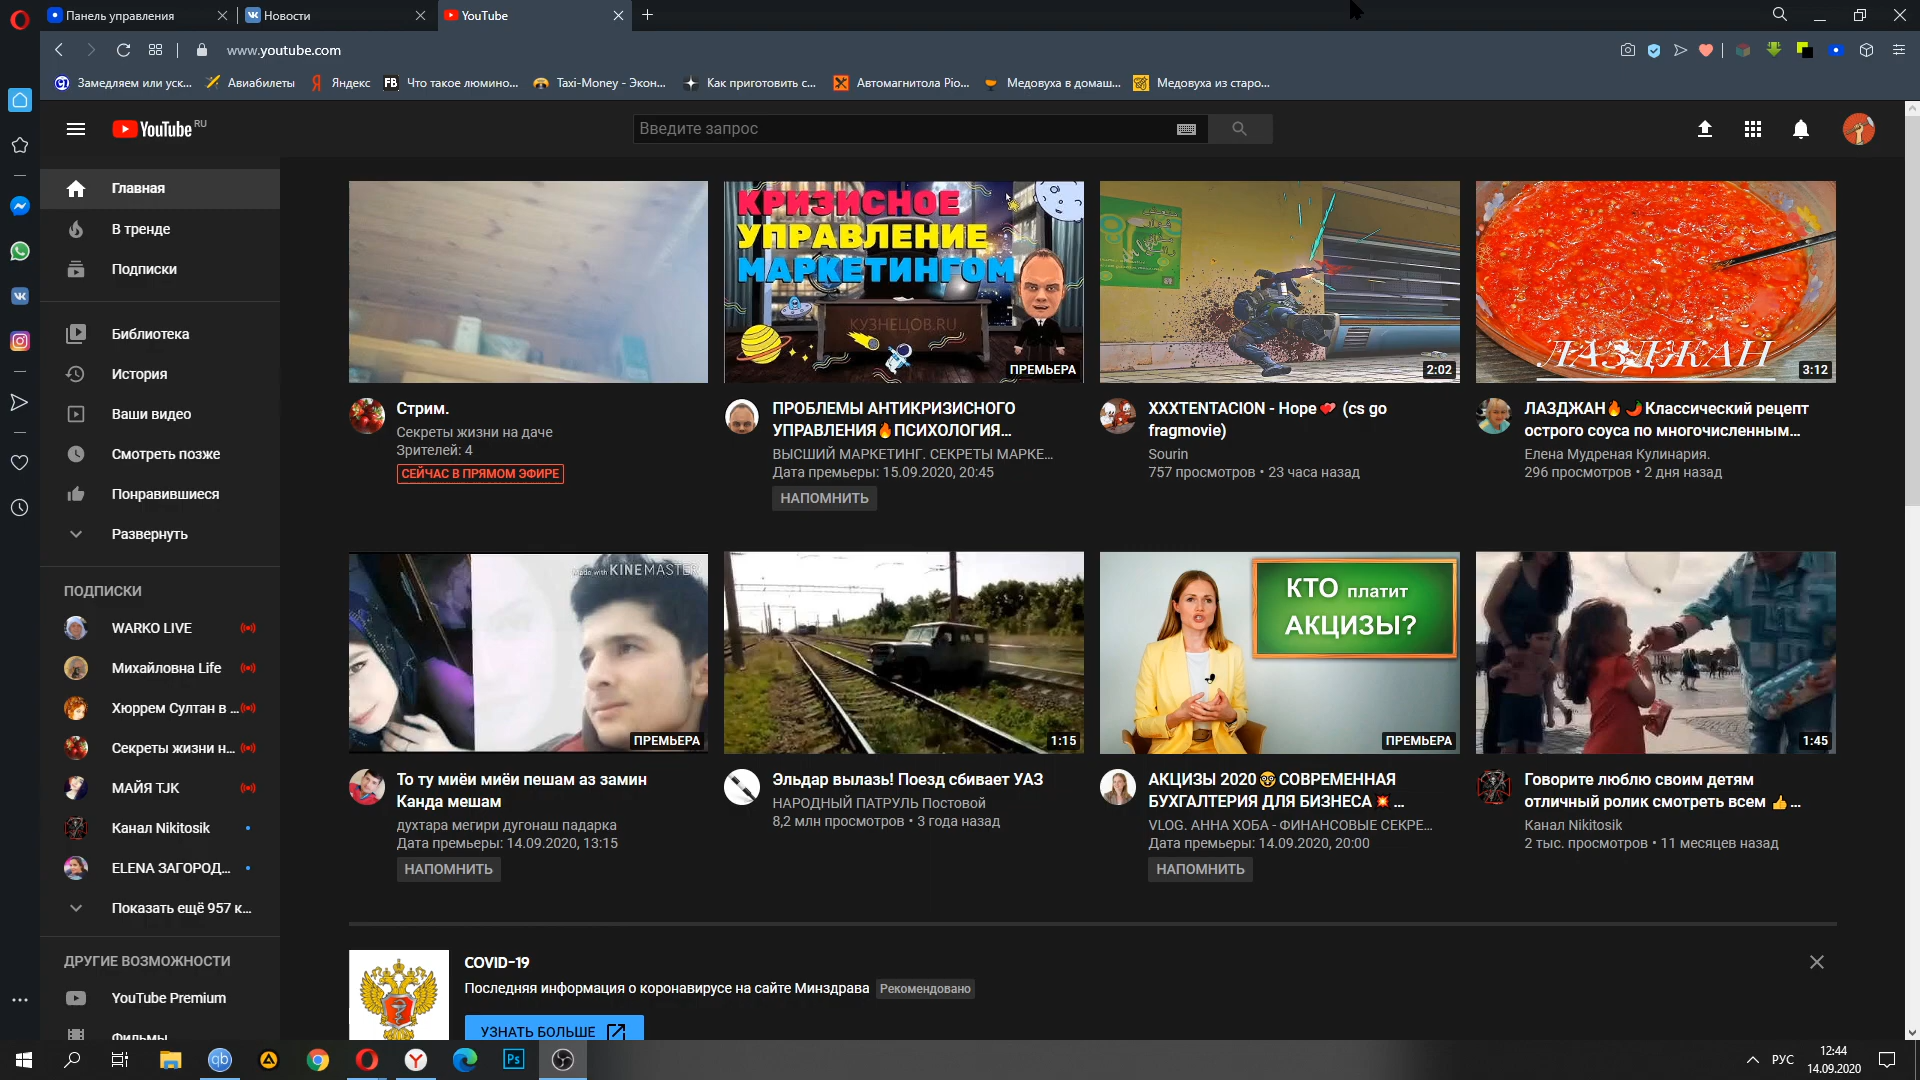 Панель управления
Новости
YouTube
www.youtube.com
Замедляем или уск...
Авиабилеты
Яндекс
Что такое люмино...
Taxi-Money - Экон...
Как приготовить с...
Автомагнитола Pio...
Медовуха в домаш...
Медовуха из старо...
YouTube RU
Введите запрос
Главная
В тренде
Подписки
Библиотека
История
Ваши видео
Смотреть позже
Понравившиеся
Развернуть
ПОДПИСКИ
WARKO LIVE
Михайловна Life
Хюррем Султан в ...
Секреты жизни н...
МАЙЯ TJK
Канал Nikitosik
ELENA ЗАГОРОД...
Показать ещё 957 к...
ДРУГИЕ ВОЗМОЖНОСТИ
YouTube Premium
Фильмы
Стрим.
Секреты жизни на даче
Зрителей: 4
СЕЙЧАС В ПРЯМОМ ЭФИРЕ
КРИЗИСНОЕ
УПРАВЛЕНИЕ
МАРКЕТИНГОМ
КУЗНЕЦОВ.RU
ПРЕМЬЕРА
ПРОБЛЕМЫ АНТИКРИЗИСНОГО
УПРАВЛЕНИЯ🔥ПСИХОЛОГИЯ...
ВЫСШИЙ МАРКЕТИНГ. СЕКРЕТЫ МАРКЕ...
Дата премьеры: 15.09.2020, 20:45
НАПОМНИТЬ
2:02
XXXTENTACION - Hope💔 (cs go
fragmovie)
Sourin
757 просмотров • 23 часа назад
ЛАЗДЖАН
3:12
ЛАЗДЖАН🔥🌶Классический рецепт
острого соуса по многочисленным...
Елена Мудреная Кулинария.
296 просмотров • 2 дня назад
Made with KINEMASTER
ПРЕМЬЕРА
То ту миёи миёи пешам аз замин
Канда мешам
духтара мегири дугонаш падарка
Дата премьеры: 14.09.2020, 13:15
НАПОМНИТЬ
1:15
Эльдар вылазь! Поезд сбивает УАЗ
НАРОДНЫЙ ПАТРУЛЬ Постовой
8,2 млн просмотров • 3 года назад
КТО платит
АКЦИЗЫ?
ПРЕМЬЕРА
АКЦИЗЫ 2020🤓СОВРЕМЕННАЯ
БУХГАЛТЕРИЯ ДЛЯ БИЗНЕСА💥...
VLOG. АННА ХОБА - ФИНАНСОВЫЕ СЕКРЕ...
Дата премьеры: 14.09.2020, 20:00
НАПОМНИТЬ
1:45
Говорите люблю своим детям
отличный ролик смотреть всем 👍...
Канал Nikitosik
2 тыс. просмотров • 11 месяцев назад
COVID-19
Последняя информация о коронавирусе на сайте Минздрава Рекомендовано
УЗНАТЬ БОЛЬШЕ
РУС
12:44
14.09.2020